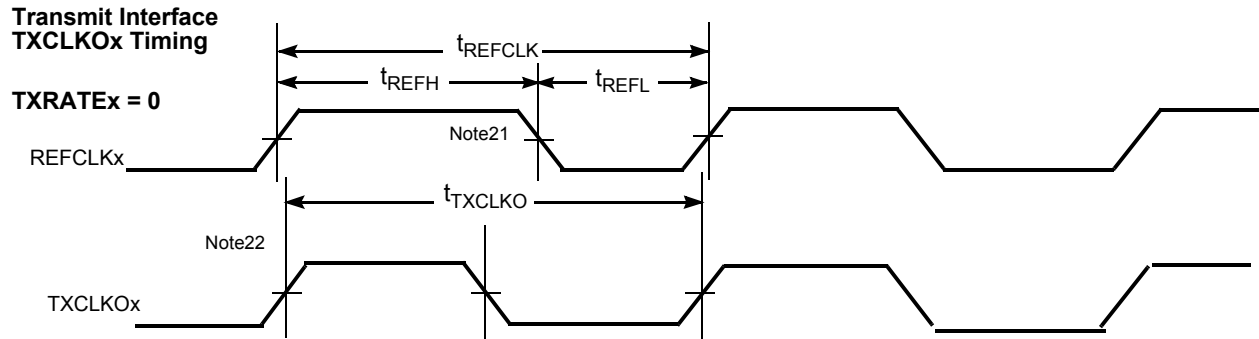 Transmit Interface
TXCLKOx Timing
tREFCLK
tREFH
tREFL
TXRATEx = 0
Note21
REFCLKx
tTXCLKO
Note22
TXCLKOx